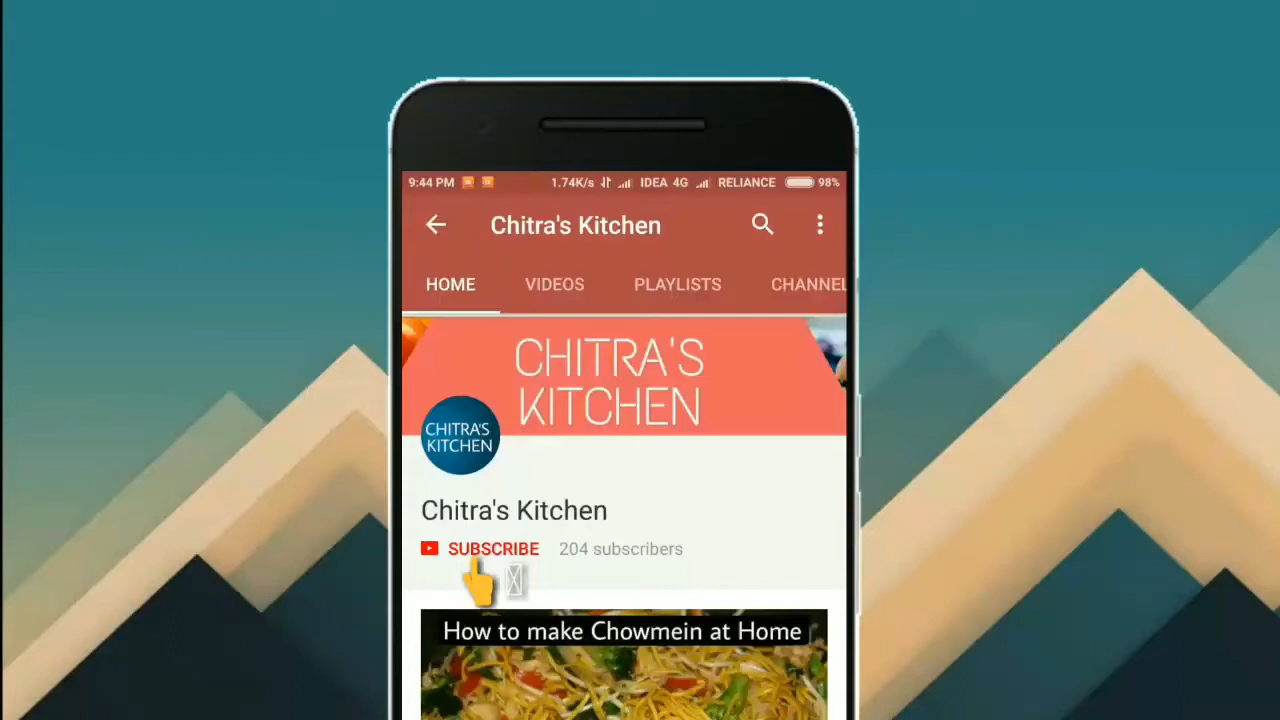 9:44 PM 1.74K/s IDEA 4G RELIANCE 98%
Chitra's Kitchen
HOME VIDEOS PLAYLISTS CHANNEL
CHITRA'S
KITCHEN
CHITRA'S
KITCHEN
Chitra's Kitchen
SUBSCRIBE 204 subscribers
How to make Chowmein at Home